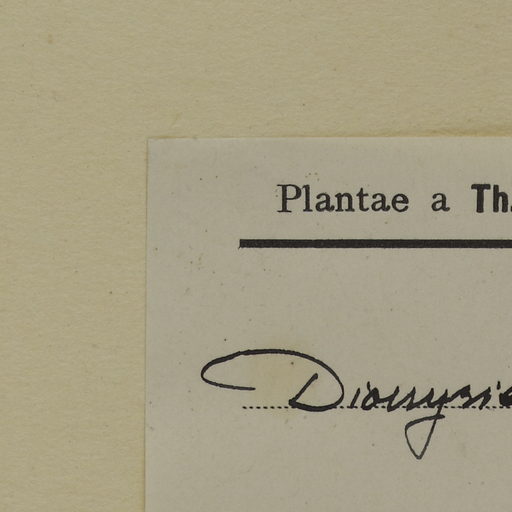 Plantae a Th.
Dionysia